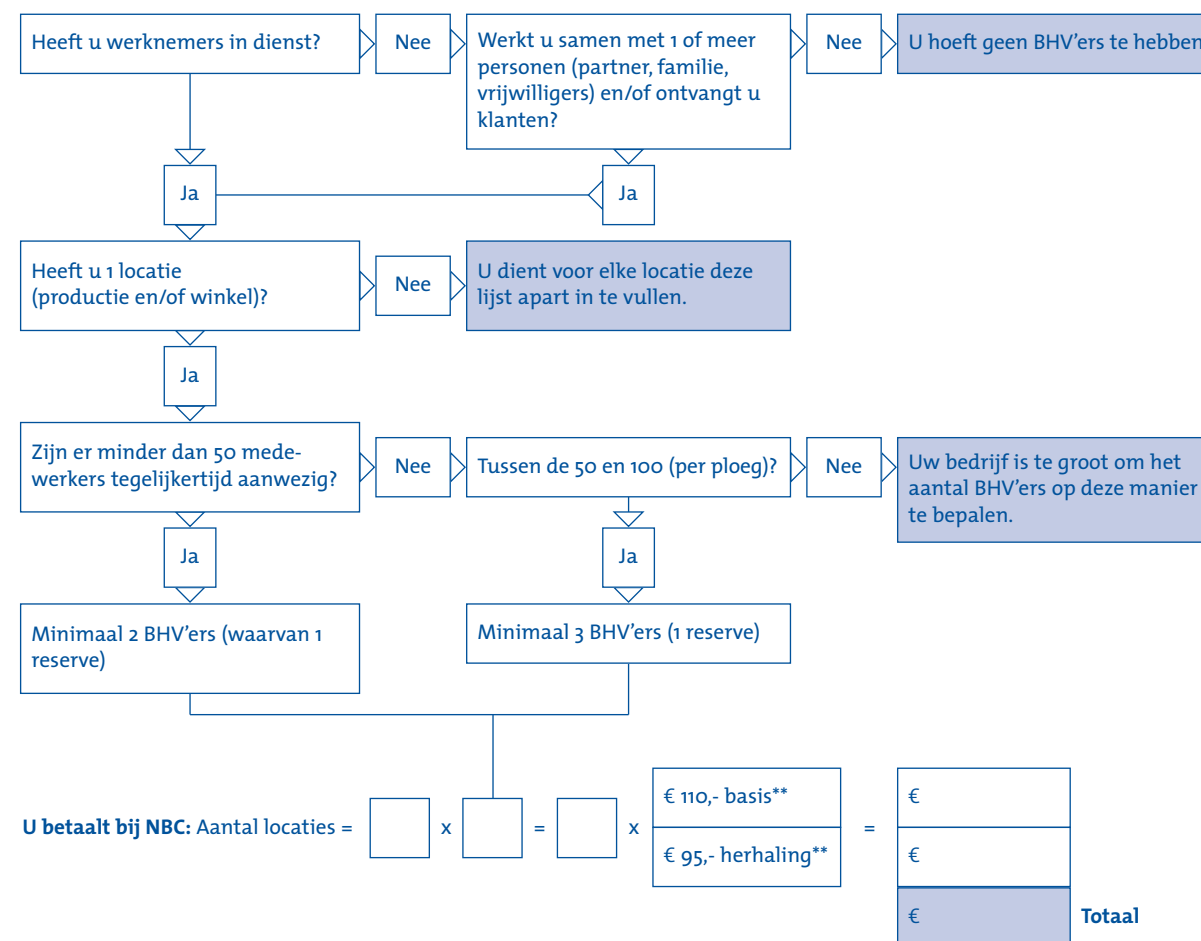 Heeft u werknemers in dienst?
Nee
Werkt u samen met 1 of meer
personen (partner, familie,
vrijwilligers) en/of ontvangt u
klanten?
Nee
U hoeft geen BHV’ers te hebben
Ja
Ja
Heeft u 1 locatie
(productie en/of winkel)?
Nee
U dient voor elke locatie deze
lijst apart in te vullen.
Ja
Zijn er minder dan 50 mede-
werkers tegelijkertijd aanwezig?
Nee
Tussen de 50 en 100 (per ploeg)?
Nee
Uw bedrijf is te groot om het
aantal BHV’ers op deze manier
te bepalen.
Ja
Ja
Minimaal 2 BHV’ers (waarvan 1
reserve)
Minimaal 3 BHV’ers (1 reserve)
U betaalt bij NBC: Aantal locaties = x = x
€ 110,- basis**
€ 95,- herhaling**
=
€
€
€ Totaal